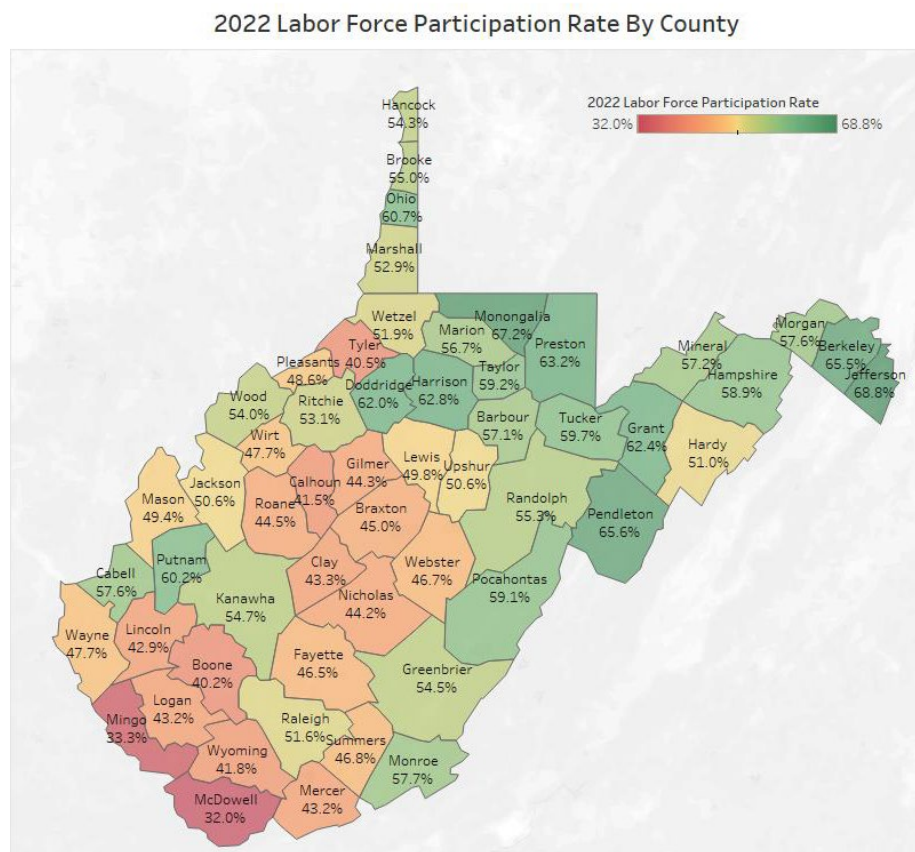 2022 Labor Force Participation Rate By County
2022 Labor Force Participation Rate
32.0% 68.8%
Hancock
54.3%
Brooke
55.0%
Ohio
60.7%
Marshall
52.9%
Wetzel
51.9%
Monongalia
67.2%
Marion
56.7%
Preston
63.2%
Tyler
40.5%
Pleasants
48.6%
Doddridge
62.0%
Harrison
62.8%
Taylor
59.2%
Mineral
57.2%
Morgan
57.6%
Berkeley
65.5%
Jefferson
68.8%
Hampshire
58.9%
Wood
54.0%
Ritchie
53.1%
Barbour
57.1%
Tucker
59.7%
Grant
62.4%
Hardy
51.0%
Wirt
47.7%
Lewis
49.8%
Upshur
50.6%
Gilmer
44.3%
Calhoun
41.5%
Jackson
50.6%
Mason
49.4%
Roane
44.5%
Braxton
45.0%
Randolph
55.3%
Pendleton
65.6%
Putnam
60.2%
Cabell
57.6%
Clay
43.3%
Webster
46.7%
Pocahontas
59.1%
Kanawha
54.7%
Nicholas
44.2%
Wayne
47.7%
Lincoln
42.9%
Boone
40.2%
Fayette
46.5%
Greenbrier
54.5%
Logan
43.2%
Mingo
33.3%
Raleigh
51.6%
Summers
46.8%
Wyoming
41.8%
Monroe
57.7%
McDowell
32.0%
Mercer
43.2%